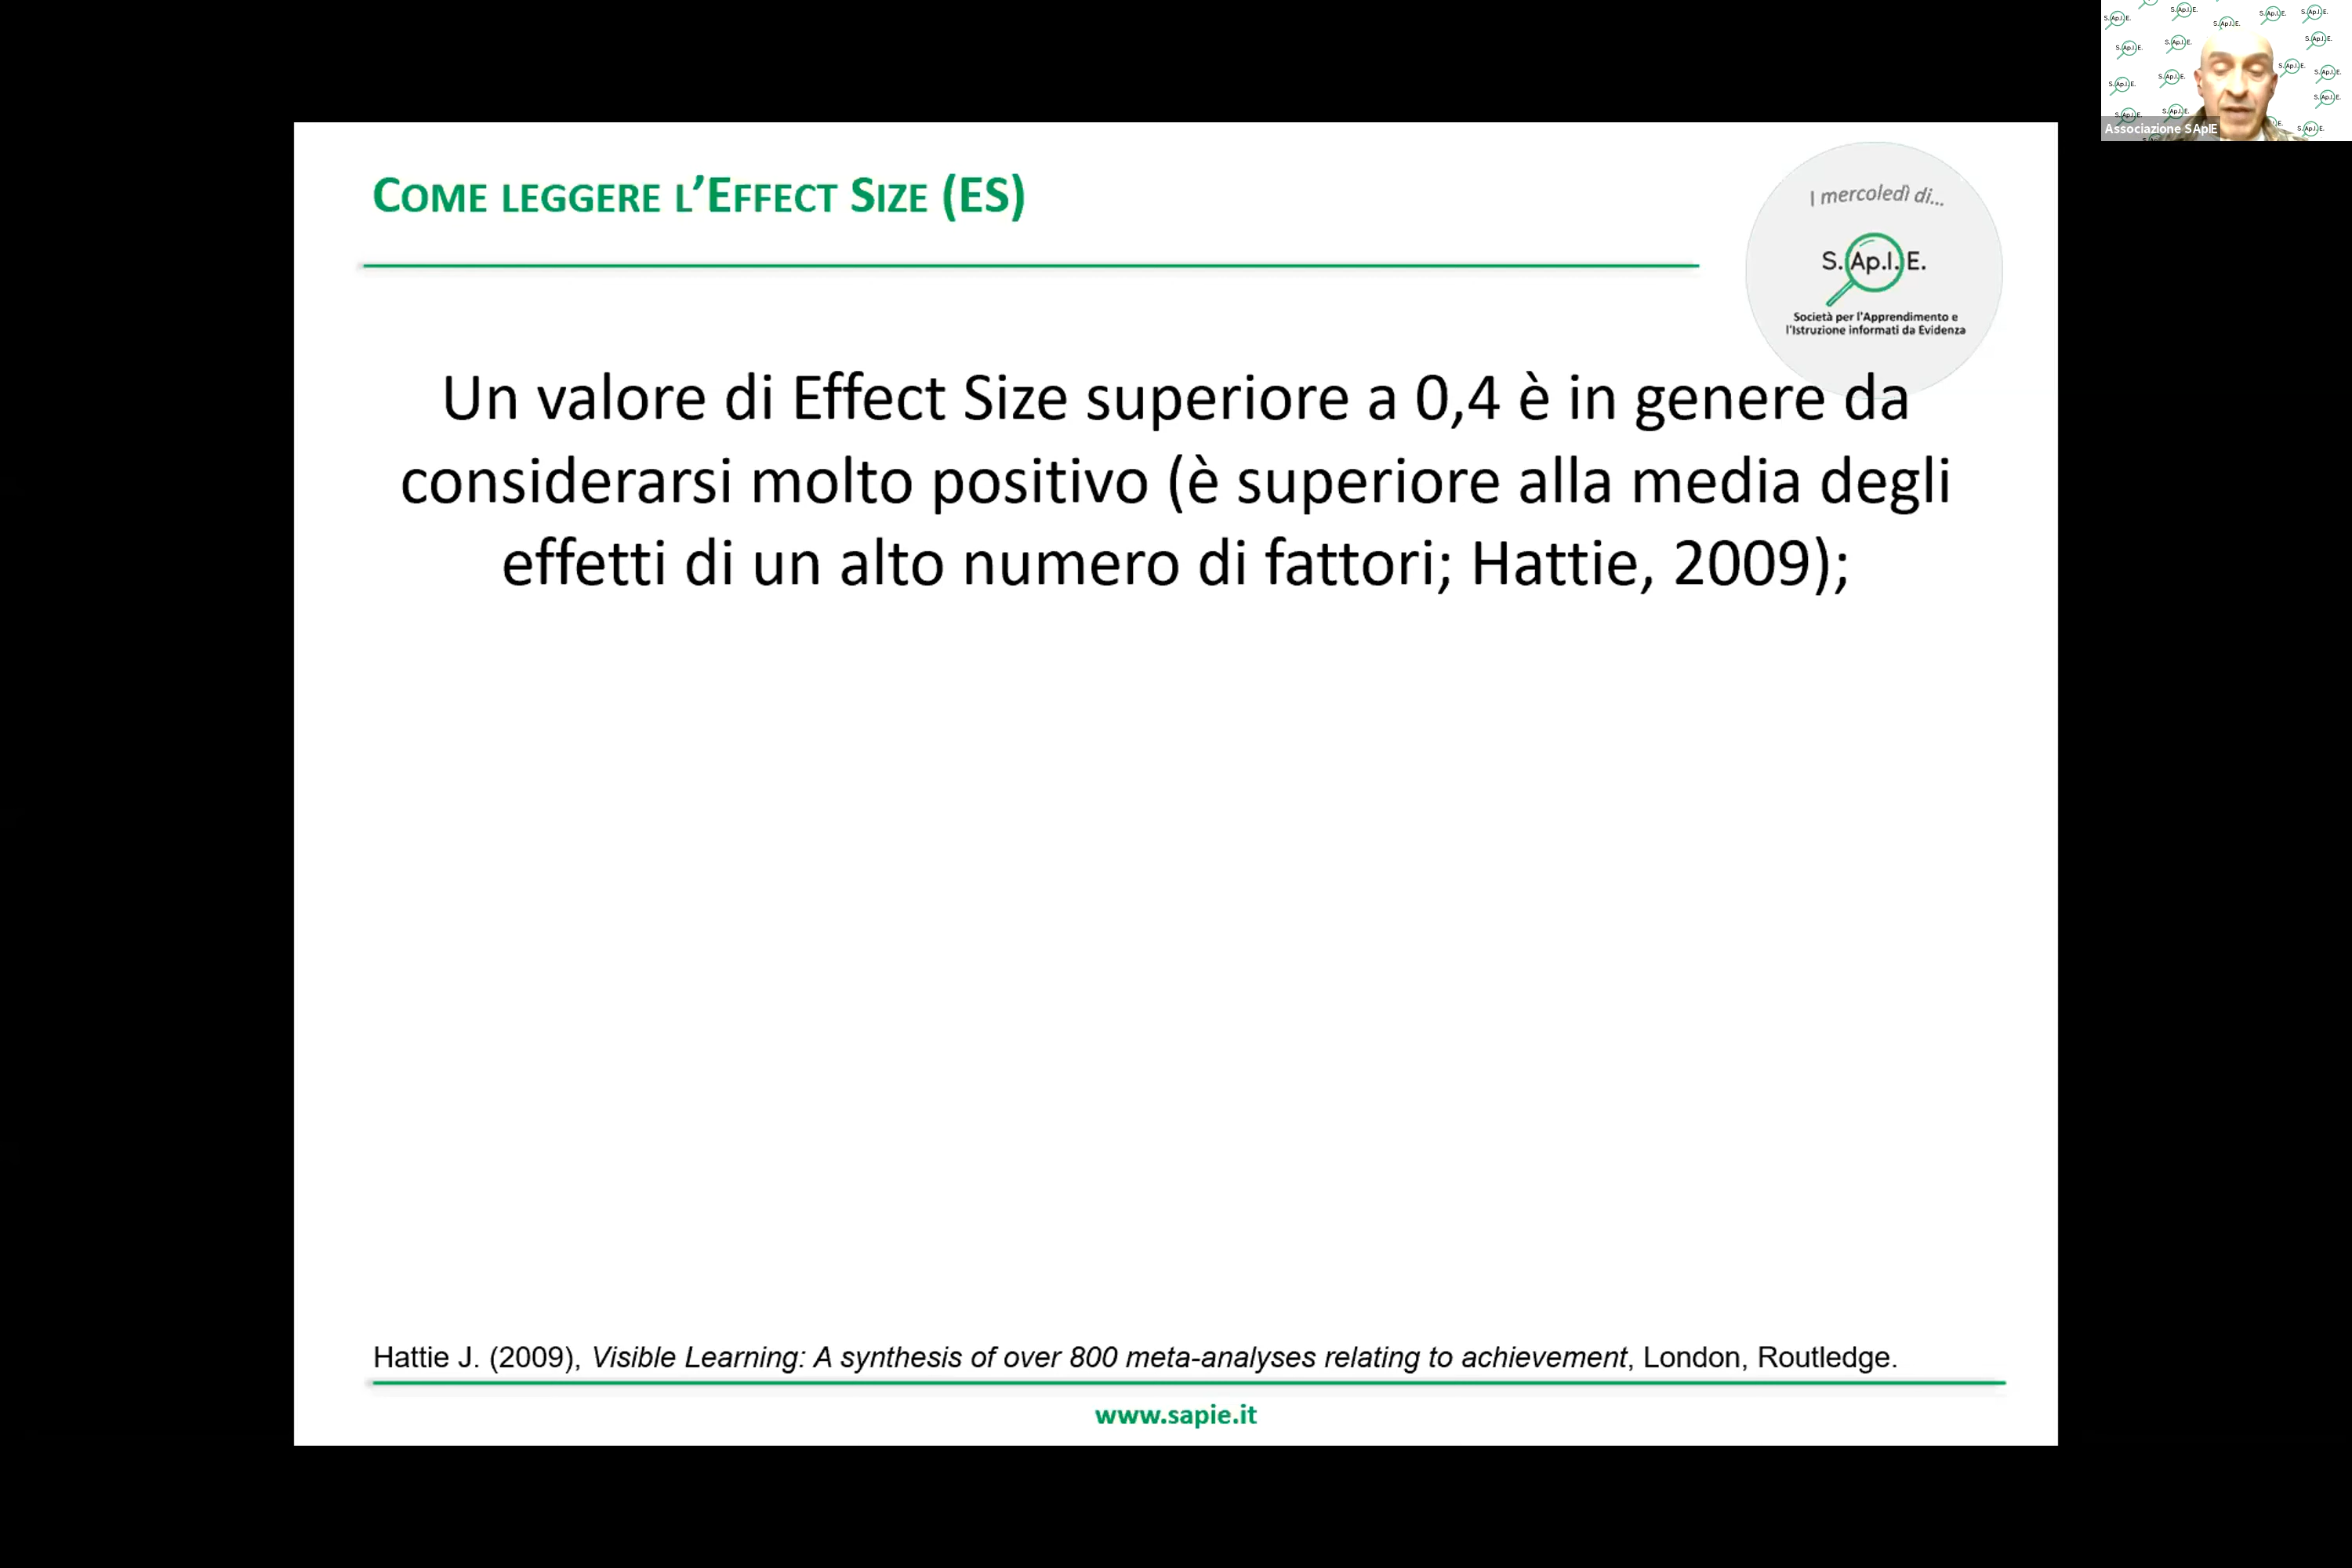 COME LEGGERE L'EFFECT SIZE (ES)
I mercoledì di...
S.Ap.I.E.
Società per l'Apprendimento e
l'Istruzione informati da Evidenza
Un valore di Effect Size superiore a 0,4 è in genere da
considerarsi molto positivo (è superiore alla media degli
effetti di un alto numero di fattori; Hattie, 2009);
Hattie J. (2009), Visible Learning: A synthesis of over 800 meta-analyses relating to achievement, London, Routledge.
www.sapie.it
Associazione SApIE